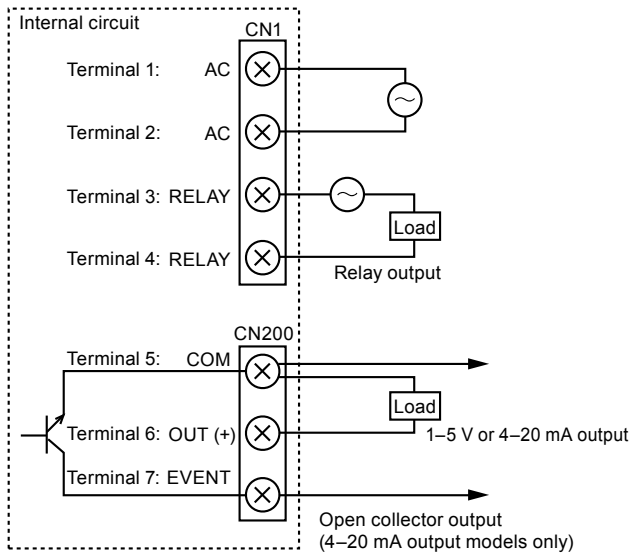 Internal circuit
CN1
Terminal 1: AC
Terminal 2: AC
Terminal 3: RELAY
Load
Terminal 4: RELAY
Relay output
CN200
Terminal 5: COM
Load
Terminal 6: OUT (+)
1–5 V or 4–20 mA output
Terminal 7: EVENT
Open collector output
(4–20 mA output models only)